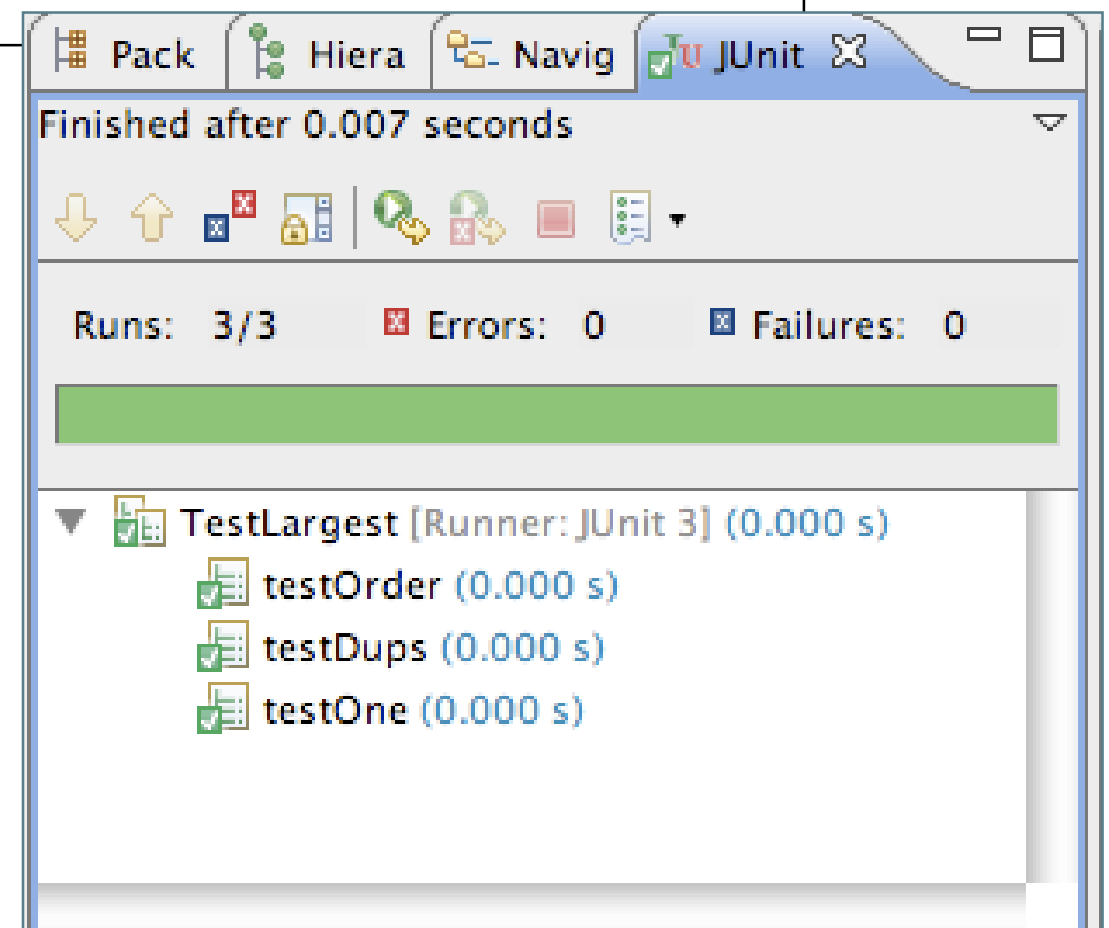 Pack Hiera Navig JUnit
Finished after 0.007 seconds
Runs: 3/3 Errors: 0 Failures: 0
TestLargest [Runner: JUnit 3] (0.000 s)
testOrder (0.000 s)
testDups (0.000 s)
testOne (0.000 s)